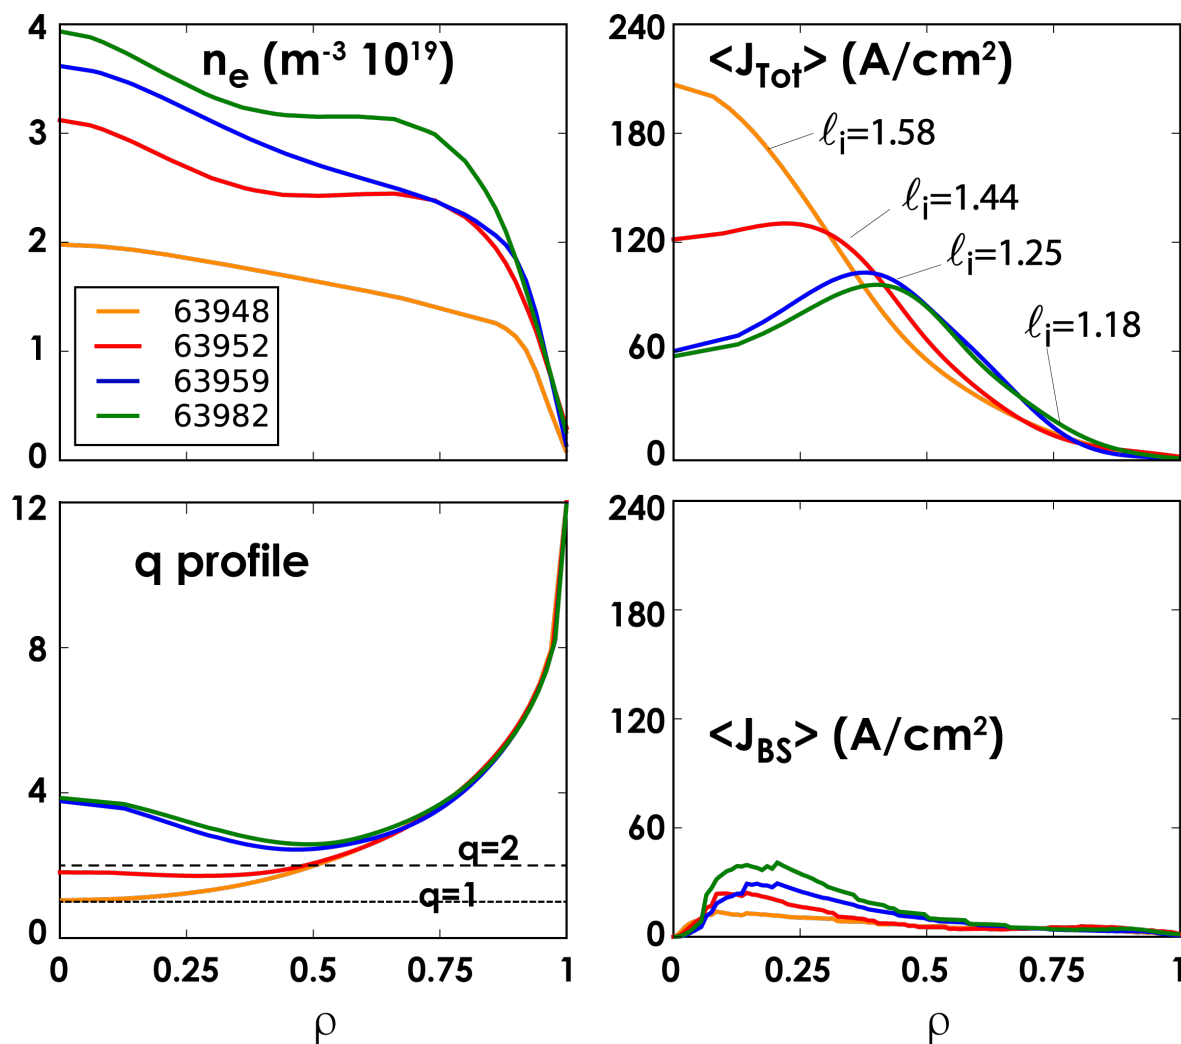 n_e (m^-3 10^19)
4
3
2
1
0
63948
63952
63959
63982
<J_Tot> (A/cm²)
240
180
120
60
0
ℓ_i=1.58
ℓ_i=1.44
ℓ_i=1.25
ℓ_i=1.18
q profile
12
8
4
0
q=2
q=1
0
0.25
0.5
0.75
1
ρ
<J_BS> (A/cm²)
240
180
120
60
0
0
0.25
0.5
0.75
1
ρ